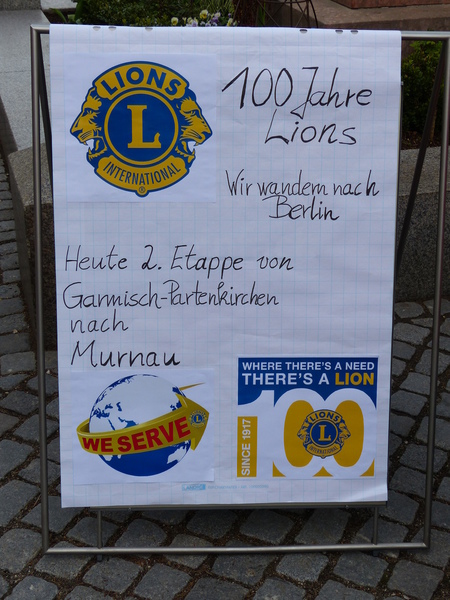 LIONS
L
INTERNATIONAL
®
100 Jahre
Lions
Wir wandern nach
Berlin
Heute 2. Etappe von
Garmisch-Partenkirchen
nach
Murnau
WE SERVE
WHERE THERE'S A NEED
THERE'S A LION
SINCE 1917
100
LIONS
L
INTERNATIONAL